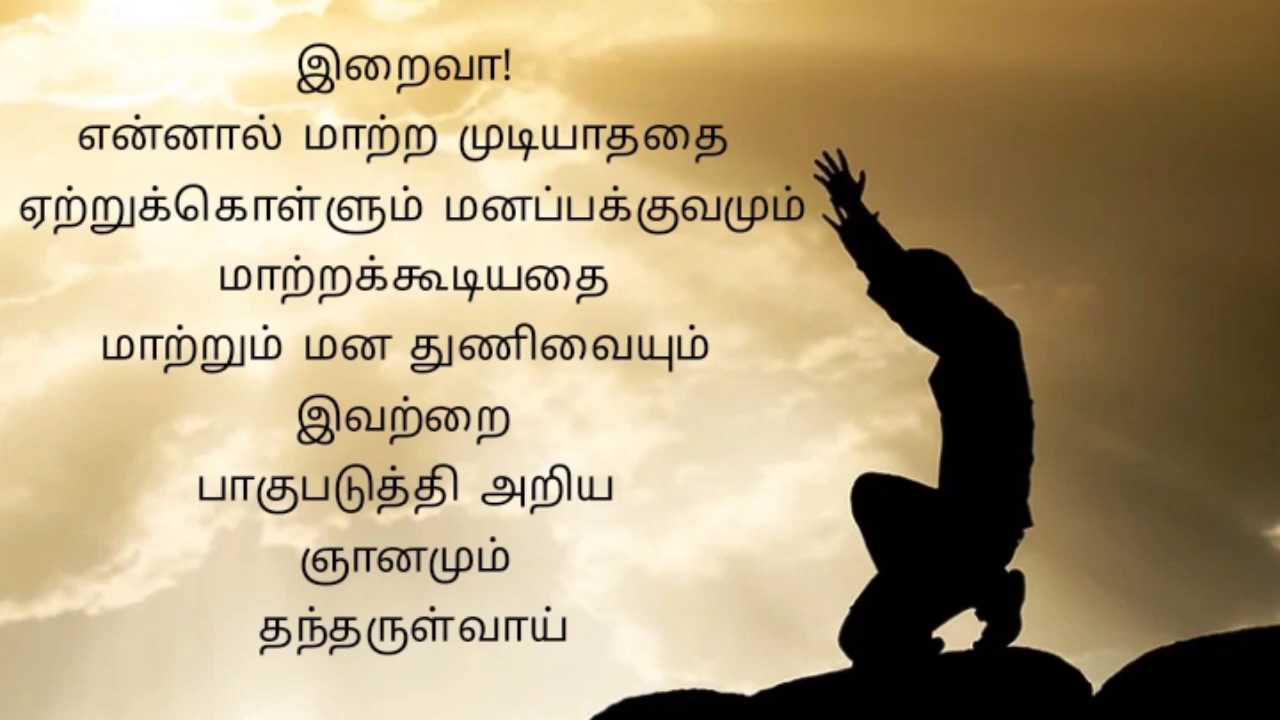 இறைவா!
என்னால் மாற்ற முடியாததை
ஏற்றுக்கொள்ளும் மனப்பக்குவமும்
மாற்றக்கூடியதை
மாற்றும் மன துணிவையும்
இவற்றை
பாகுபடுத்தி அறிய
ஞானமும்
தந்தருள்வாய்